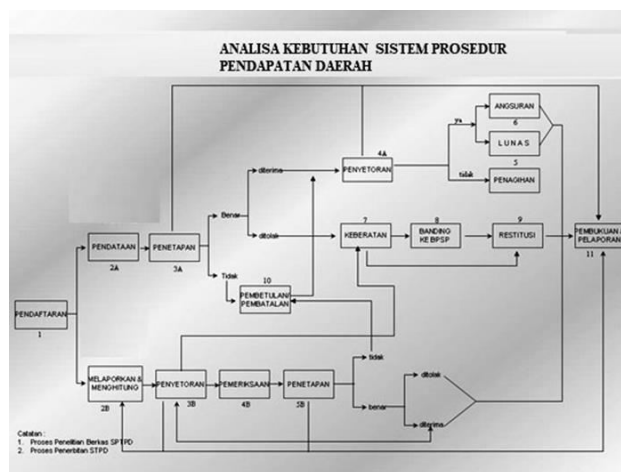 ANALISA KEBUTUHAN SISTEM PROSEDUR
PENDAPATAN DAERAH
ANGSURAN
6
ya
LUNAS
5
4A
PENYETORAN
tidak
PENAGIHAN
diterima
Benar
ditolak
PENDATAAN
2A
PENETAPAN
3A
7
KEBERATAN
8
BANDING
KE BPSP
9
RESTITUSI
PEMBUKUAN &
PELAPORAN
11
Tidak
10
PEMBETULAN/
PEMBATALAN
PENDAFTARAN
1
MELAPORKAN &
MENGHITUNG
2B
PENYETORAN
3B
PEMERIKSAAN
4B
PENETAPAN
5B
tidak
benar
ditolak
diterima
Catatan :
1. Proses Penelitian Berkas SPTPD
2. Proses Penerbitan STPD